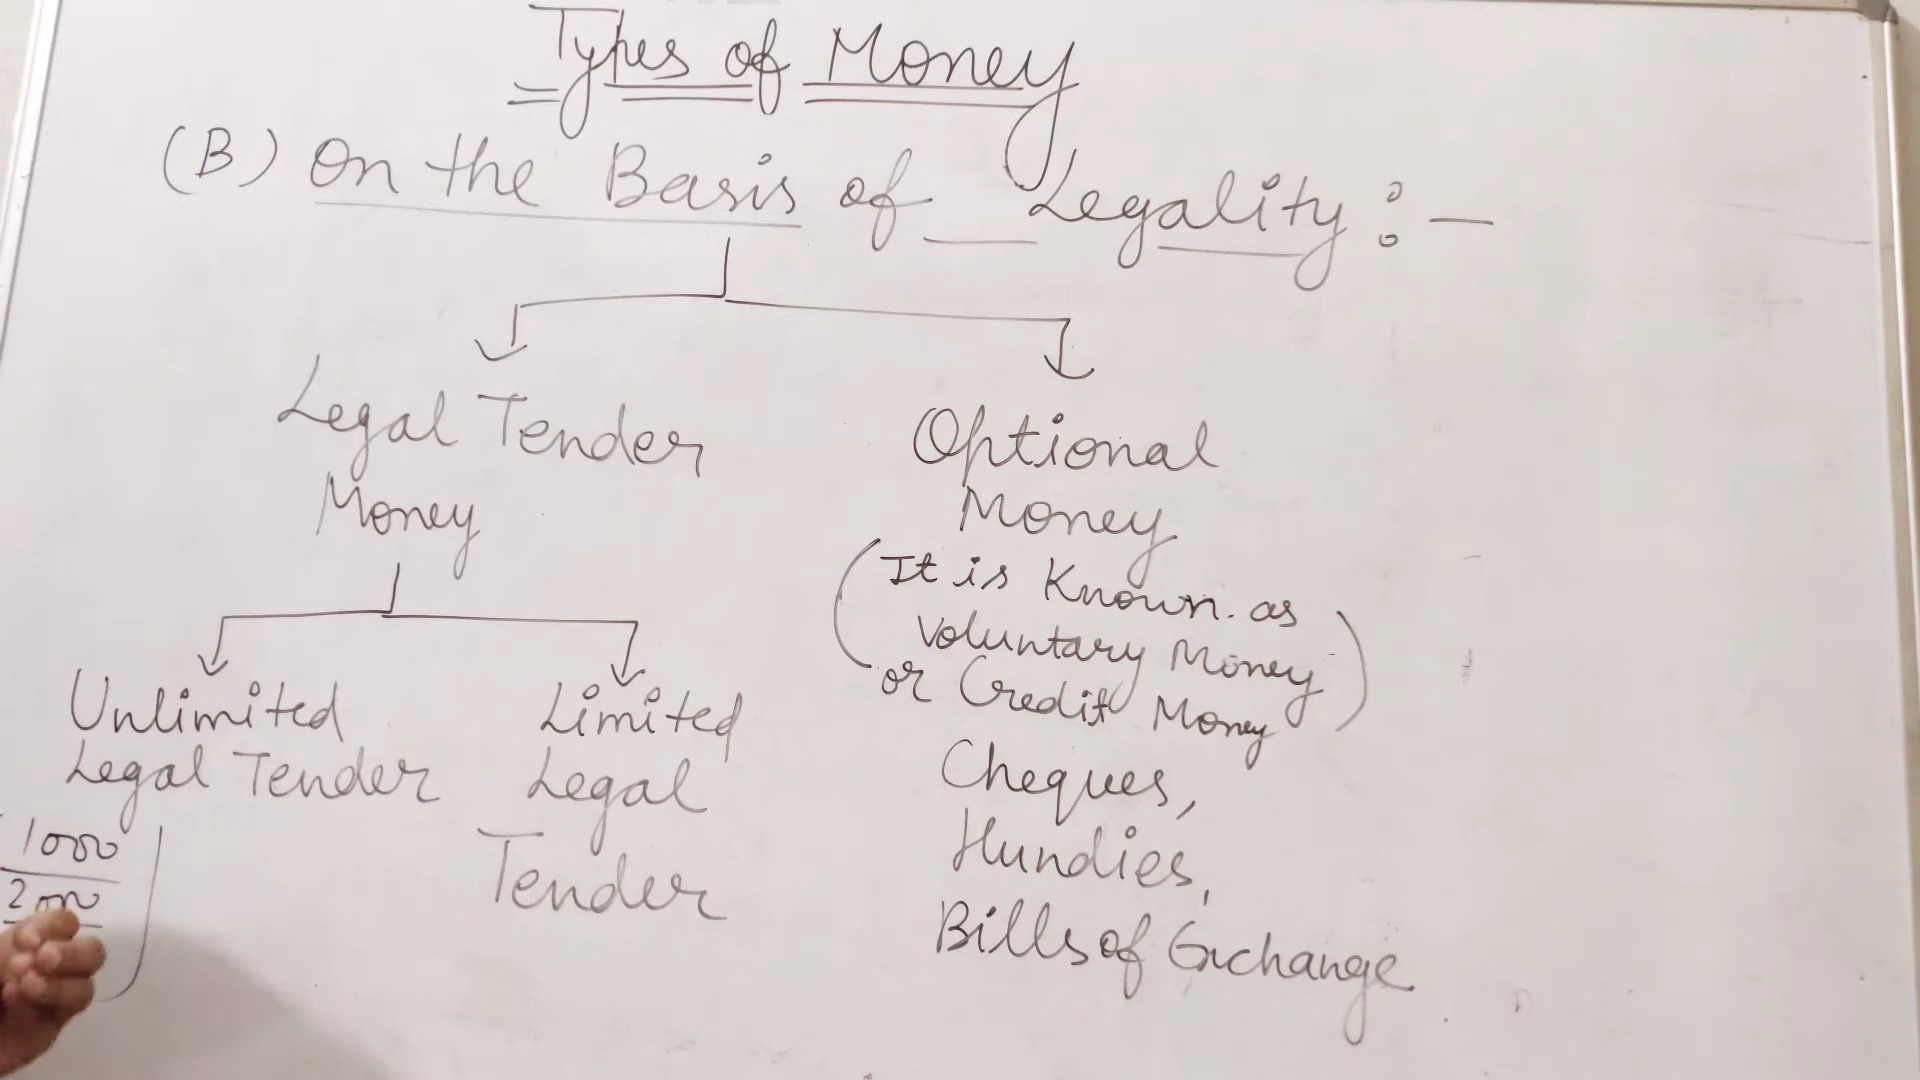 Types of Money
(B) On the Basis of Legality : -
Legal Tender
Money
Optional
Money
(It is Known as
Voluntary Money
or Credit Money)
Cheques,
Hundies,
Bills of Exchange
Unlimited
Legal Tender
1000
Limited
Legal
Tender